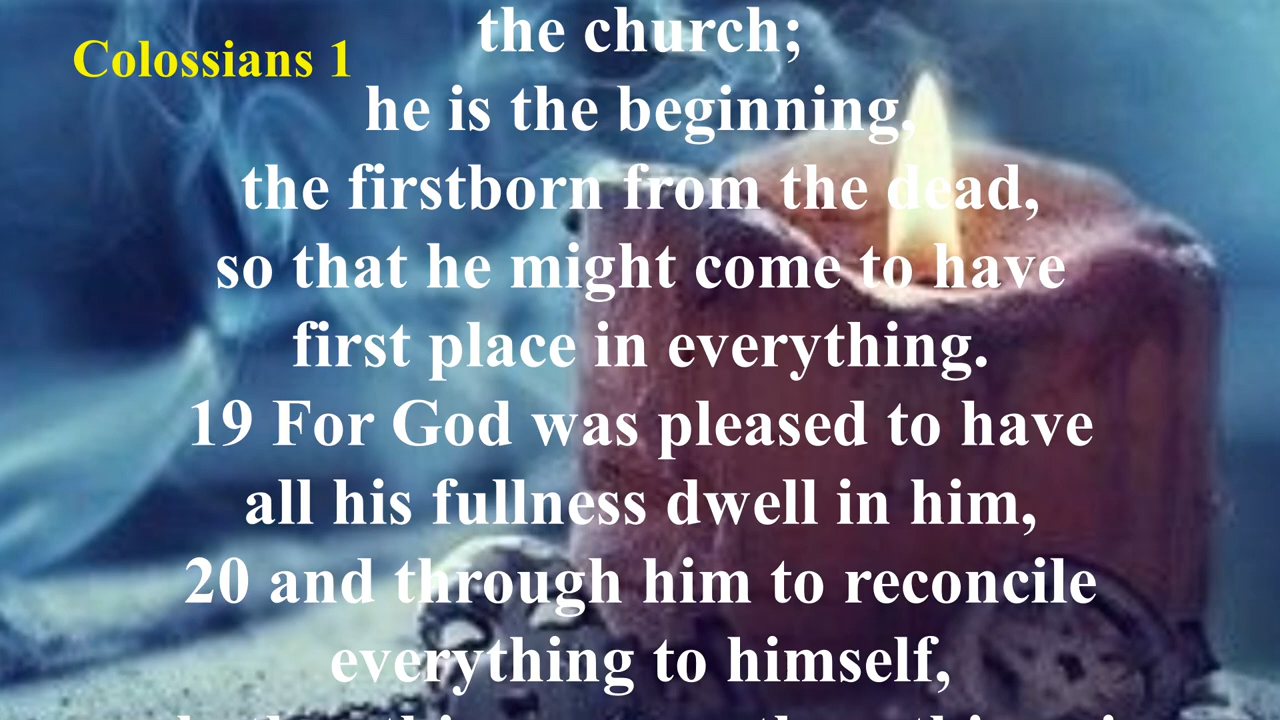 the church;
Colossians 1
he is the beginning,
the firstborn from the dead,
so that he might come to have
first place in everything.
19 For God was pleased to have
all his fullness dwell in him,
20 and through him to reconcile
everything to himself,